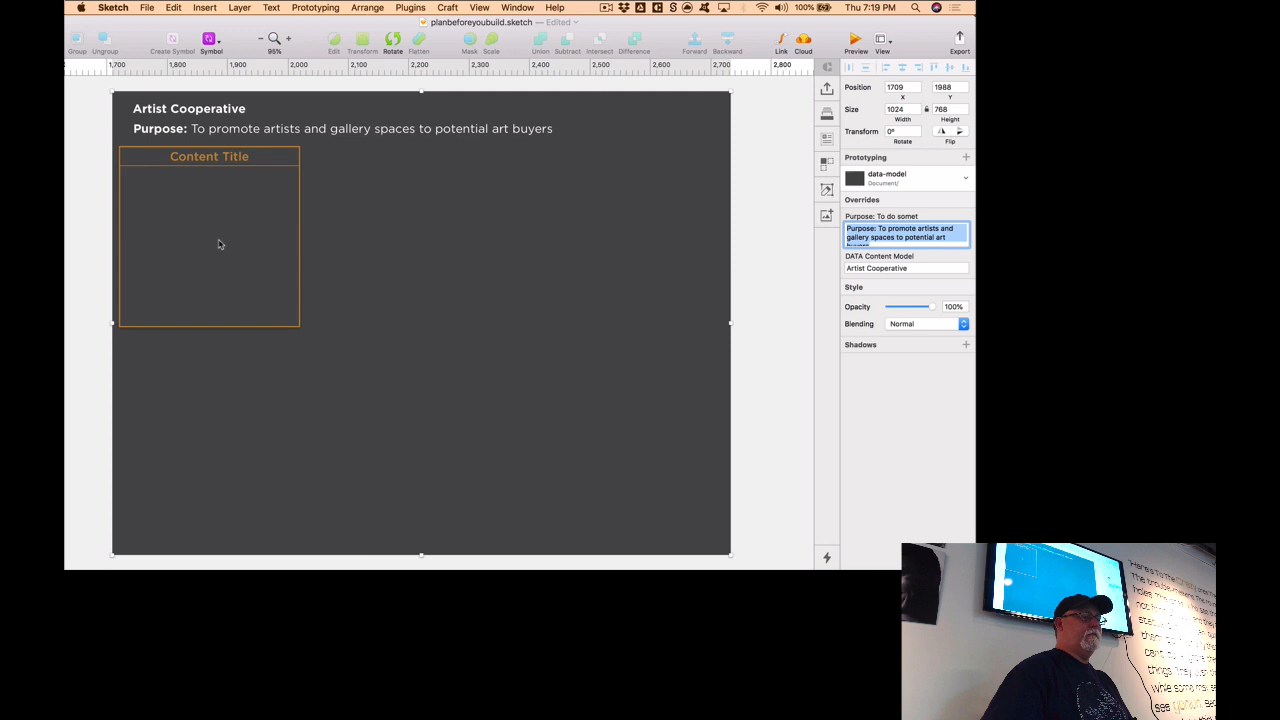 Sketch File Edit Insert Layer Text Prototyping Arrange Plugins Craft View Window Help 100% Thu 7:19 PM
planbeforeyoubuild.sketch — Edited
Group Ungroup Create Symbol Symbol 95% Edit Transform Rotate Flatten Mask Scale Union Subtract Intersect Difference Forward Backward Link Cloud Preview View Export
1,700 1,800 1,900 2,000 2,100 2,200 2,300 2,400 2,500 2,600 2,700 2,800
Artist Cooperative
Purpose: To promote artists and gallery spaces to potential art buyers
Content Title
Position 1709 1988
X Y
Size 1024 768
Width Height
Transform 0º
Rotate Flip
Prototyping
data-model
Document/
Overrides
Purpose: To do somet
Purpose: To promote artists and
gallery spaces to potential art
buyers
DATA Content Model
Artist Cooperative
Style
Opacity 100%
Blending Normal
Shadows